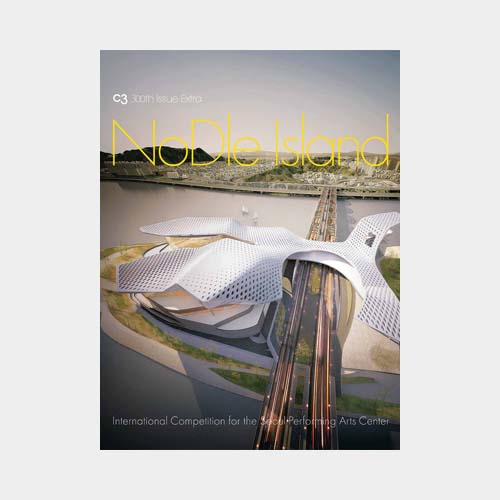 C3 300th Issue Extra
NoDle Island
International Competition for the Seoul Performing Arts Center